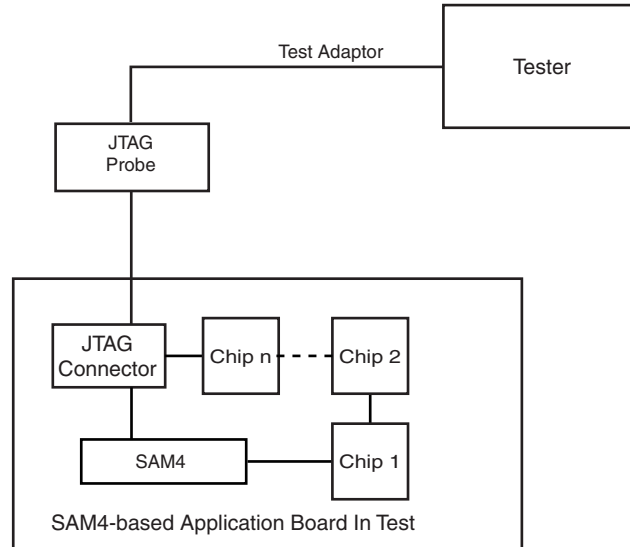 Test Adaptor
Tester
JTAG
Probe
JTAG
Connector
Chip n
Chip 2
SAM4
Chip 1
SAM4-based Application Board In Test